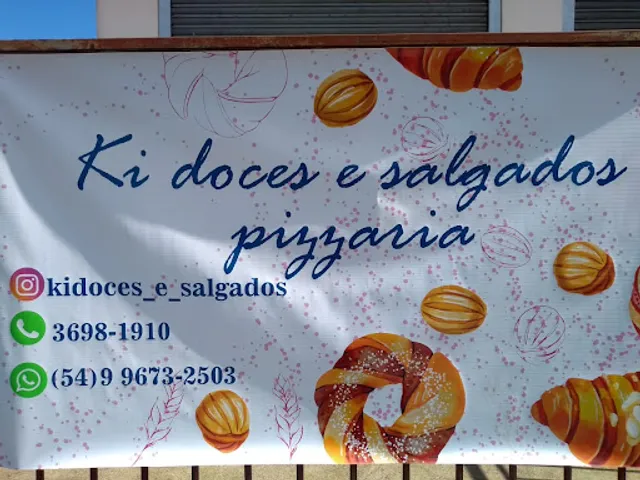 Ki doces e salgados
pizzaria
kidoces_e_salgados
3698-1910
(54)9 9673-2503